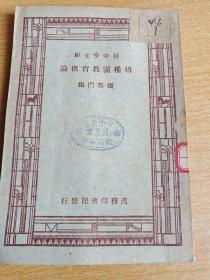 新中學文庫
幼稚園教育概論
張雪門編
商務印書館發行